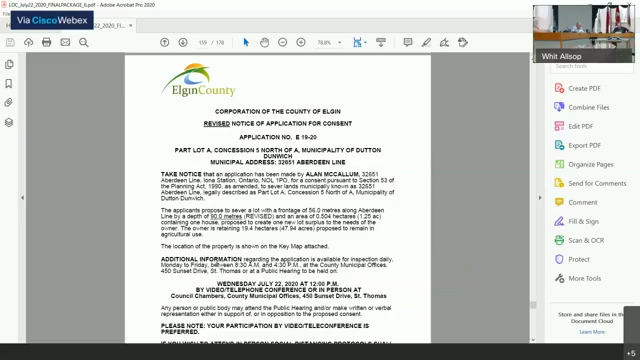 LOC_July22_2020_FINALPACKAGE_6.pdf - Adobe Acrobat Pro 2020
Via Cisco Webex
159 / 178
78.8%
Whit Allsop
Search tools
Create PDF
Combine Files
Edit PDF
Export PDF
Organize Pages
Send for Comments
Comment
Fill & Sign
Scan & OCR
Protect
More Tools
Store and share files in the
Document Cloud
+5
ElginCounty
CORPORATION OF THE COUNTY OF ELGIN
REVISED NOTICE OF APPLICATION FOR CONSENT
APPLICATION NO. E 19-20
PART LOT A, CONCESSION 5 NORTH OF A, MUNICIPALITY OF DUTTON
DUNWICH
MUNICIPAL ADDRESS: 32651 ABERDEEN LINE
TAKE NOTICE that an application has been made by ALAN MCCALLUM, 32651
Aberdeen Line, Iona Station, Ontario, NOL 1PO, for a consent pursuant to Section 53 of
the Planning Act, 1990, as amended, to sever lands municipally known as 32651
Aberdeen Line, legally described as Part Lot A, Concession 5 North of A, Municipality of
Dutton Dunwich.
The applicants propose to sever a lot with a frontage of 56.0 metres along Aberdeen
Line by a depth of 90.0 metres (REVISED) and an area of 0.504 hectares (1.25 ac)
containing one house, proposed to create one new lot surplus to the needs of the
owner. The owner is retaining 19.4 hectares (47.94 acres) proposed to remain in
agricultural use.
The location of the property is shown on the Key Map attached.
ADDITIONAL INFORMATION regarding the application is available for inspection daily,
Monday to Friday, between 8:30 A.M. and 4:30 P.M., at the County Municipal Offices,
450 Sunset Drive, St. Thomas or at a Public Hearing to be held on:
WEDNESDAY JULY 22, 2020 AT 12:00 P.M.
BY VIDEO/TELEPHONE CONFERENCE OR IN PERSON AT
Council Chambers, County Municipal Offices, 450 Sunset Drive, St. Thomas
Any person or public body may attend the Public Hearing and/or make written or verbal
representation either in support of, or in opposition to the proposed consent.
PLEASE NOTE: YOUR PARTICIPATION BY VIDEO/TELECONFERENCE IS
PREFERRED.